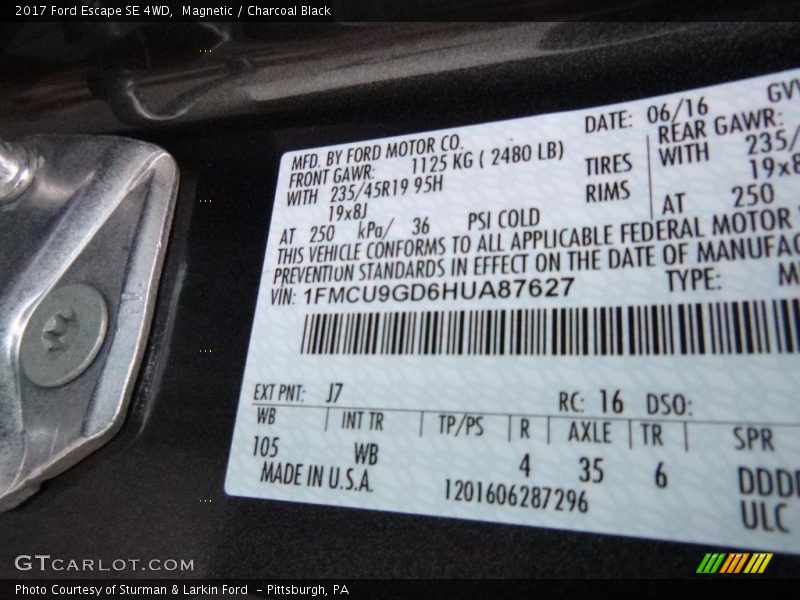 2017 Ford Escape SE 4WD,  Magnetic / Charcoal Black
MFD. BY FORD MOTOR CO.
DATE: 06/16
FRONT GAWR: 1125 KG ( 2480 LB)
REAR GAWR:
WITH 235/45R19 95H TIRES WITH
19x8J RIMS
AT 250 kPa/ 36 PSI COLD AT 250
THIS VEHICLE CONFORMS TO ALL APPLICABLE FEDERAL MOTOR
PREVENTION STANDARDS IN EFFECT ON THE DATE OF MANUFAC
VIN: 1FMCU9GD6HUA87627 TYPE:
EXT PNT: J7 RC: 16 DSO:
WB INT TR TP/PS R AXLE TR SPR
105 WB 4 35 6 DDDD
MADE IN U.S.A. 1201606287296 ULC
GTCARLOT.COM
Photo Courtesy of Sturman & Larkin Ford  - Pittsburgh, PA